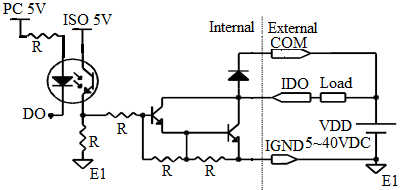 PC 5V
ISO 5V
Internal
External
COM
R
IDO
Load
DO
R
R
VDD
5~40VDC
IGND
R
R
E1
E1